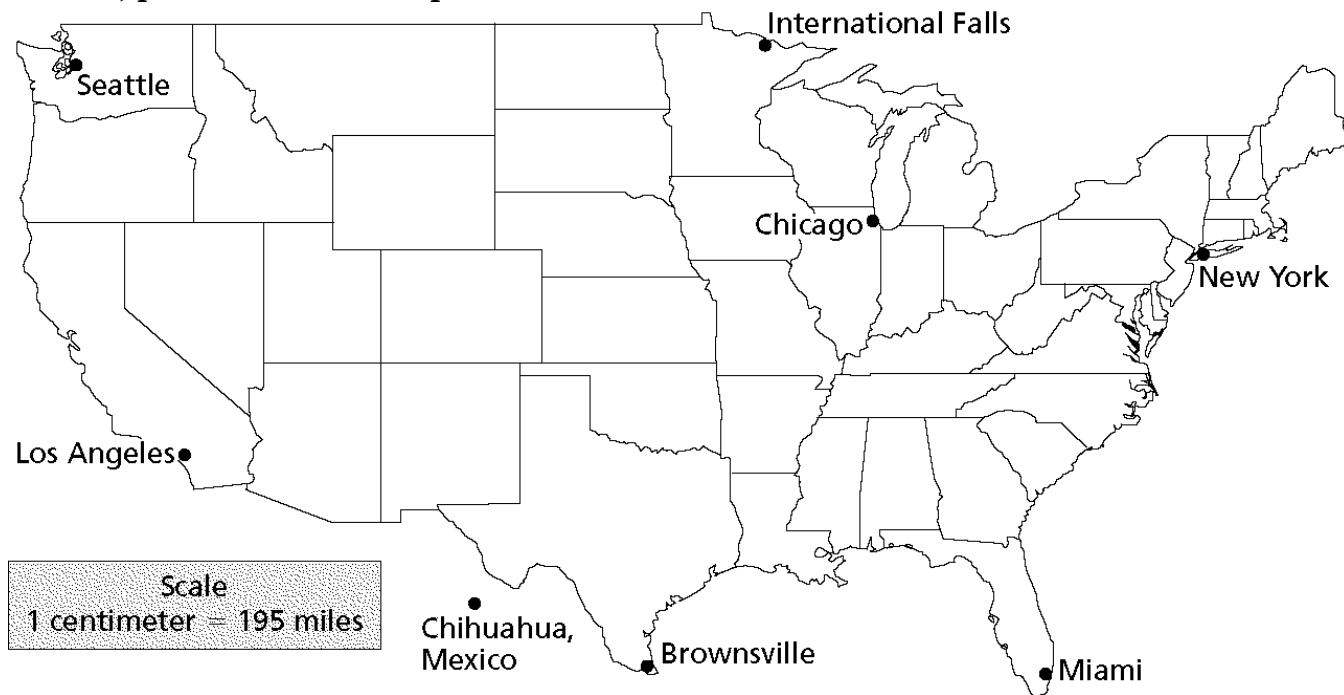 International Falls
Seattle
Chicago
New York
Los Angeles
Scale
1 centimeter = 195 miles
Chihuahua,
Mexico
Brownsville
Miami